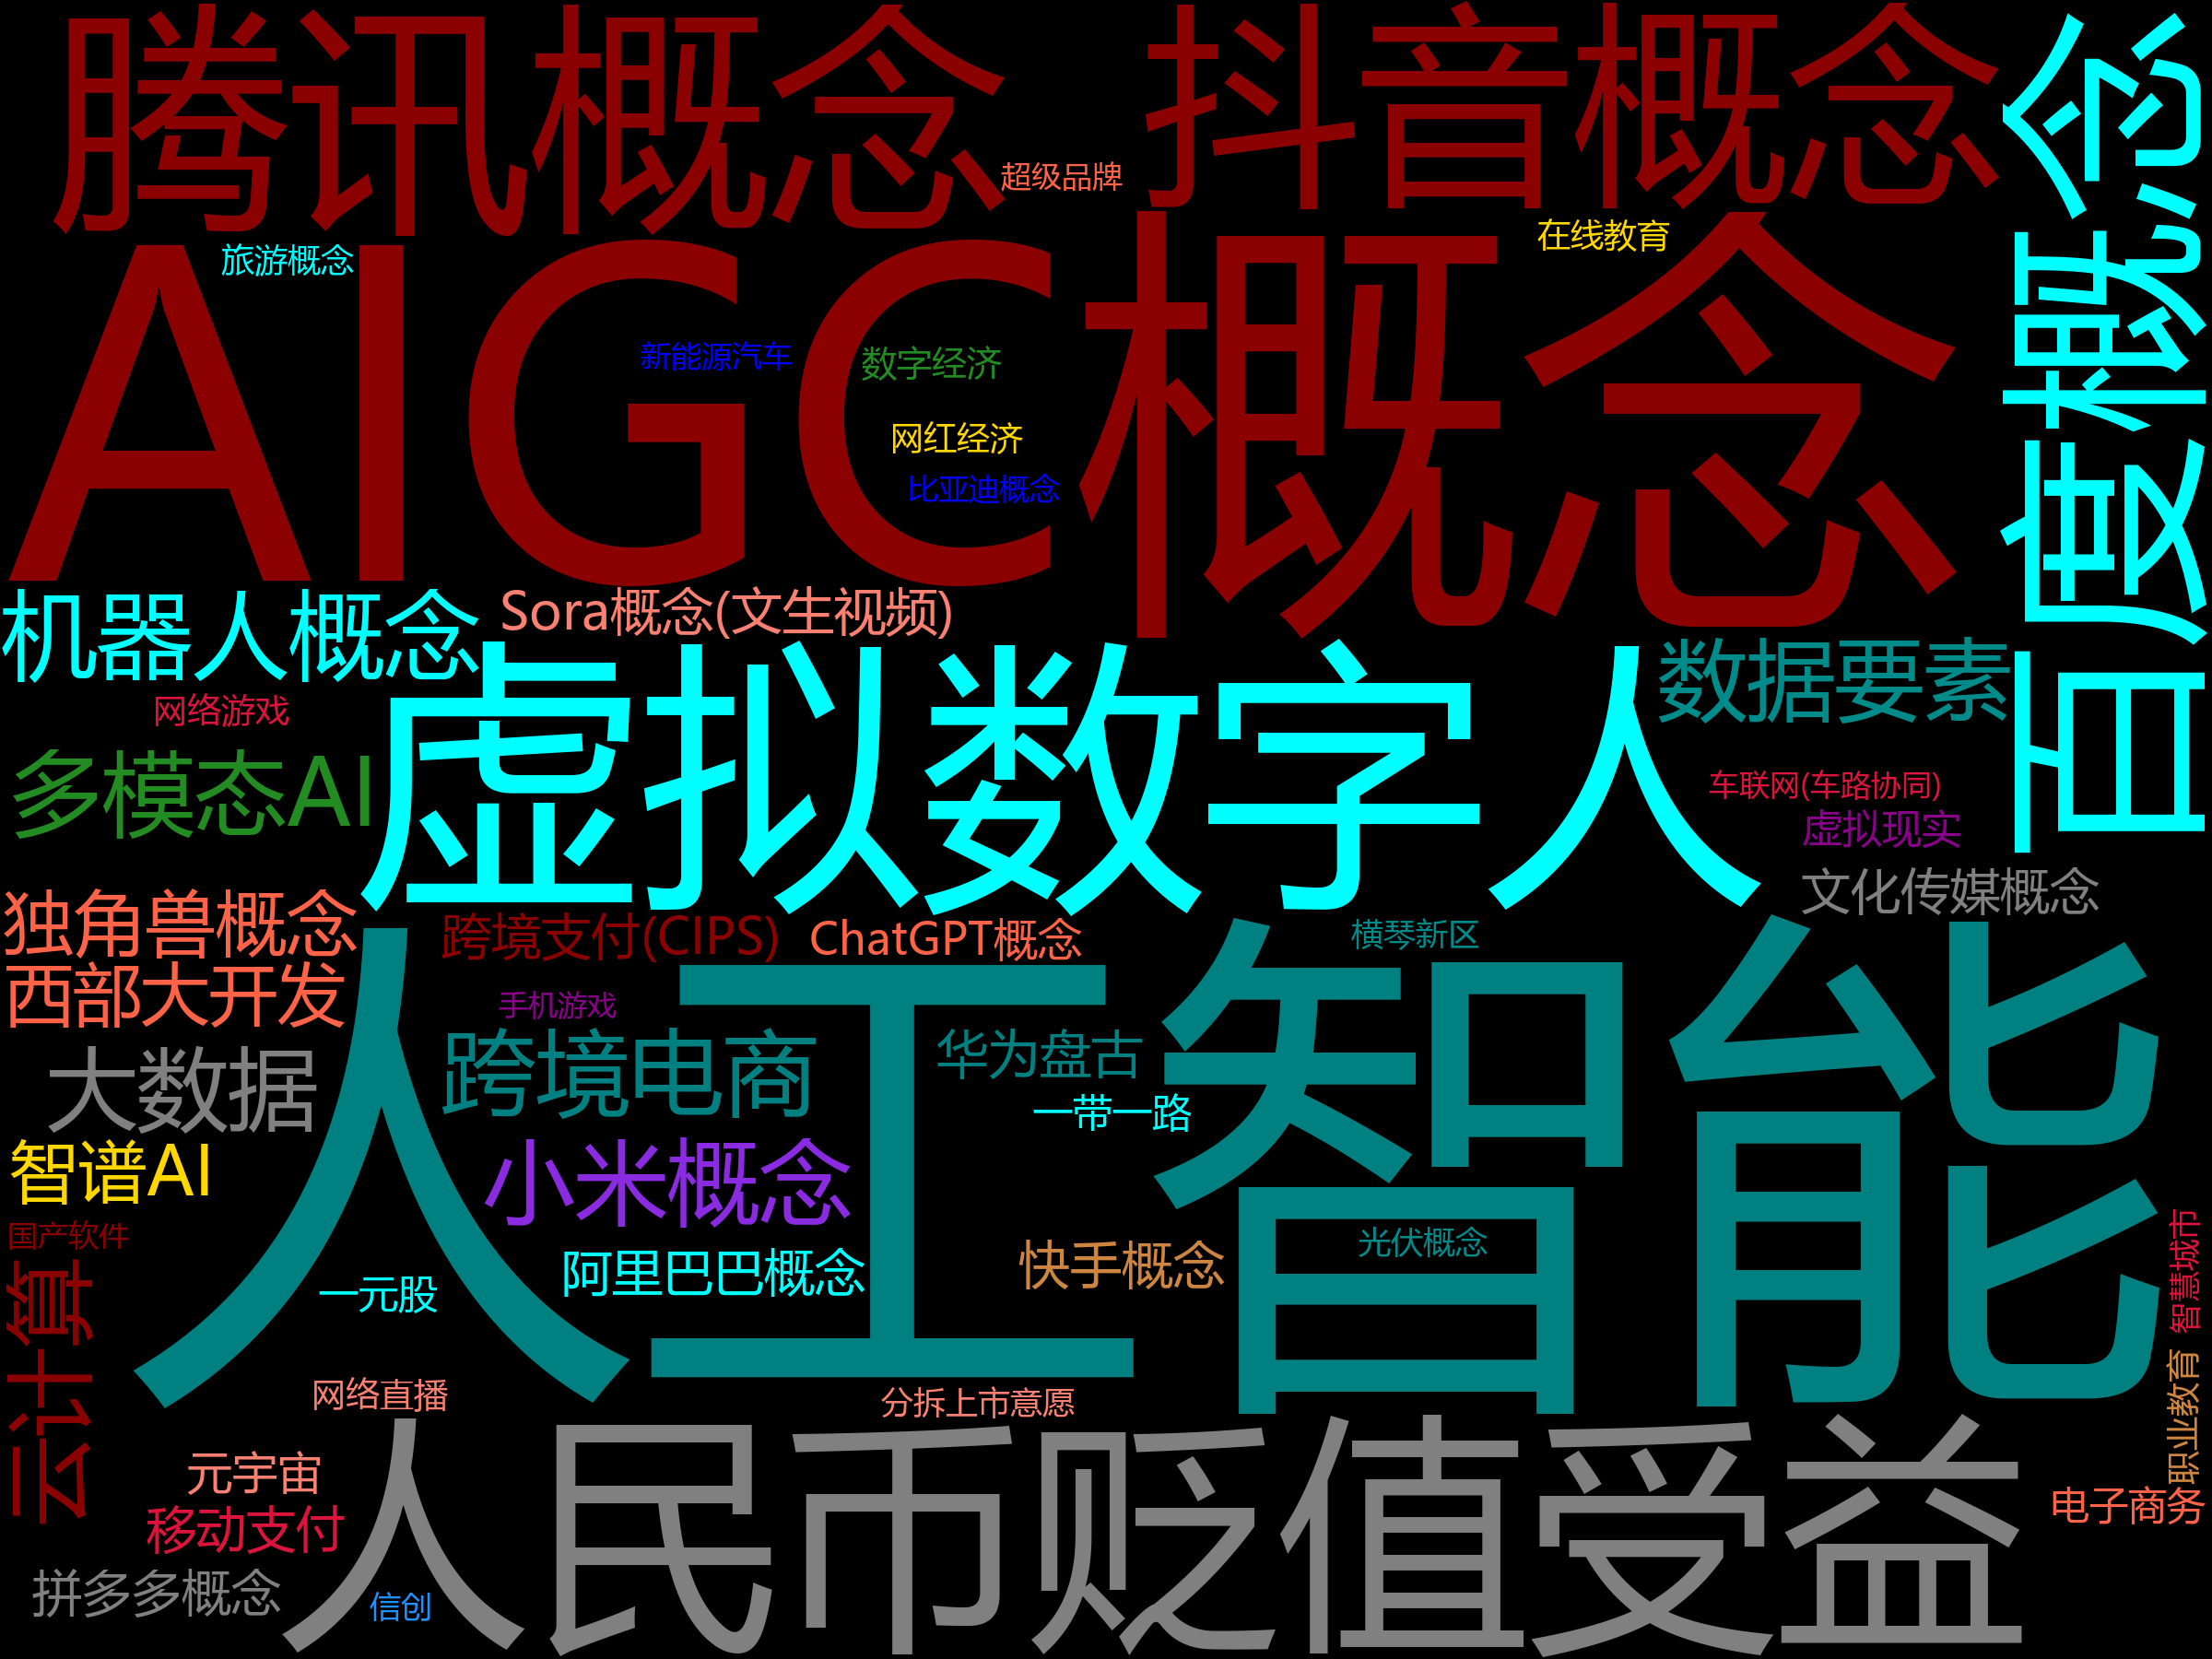 腾讯概念
抖音概念
百度概念
超级品牌
在线教育
旅游概念
AIGC概念
新能源汽车
数字经济
网红经济
比亚迪概念
机器人概念
Sora概念(文生视频)
虚拟数字人
数据要素
网络游戏
多模态AI
车联网(车路协同)
虚拟现实
文化传媒概念
独角兽概念
跨境支付(CIPS)
ChatGPT概念
横琴新区
西部大开发
人工智能
手机游戏
跨境电商
华为盘古
大数据
一带一路
智谱AI
小米概念
国产软件
阿里巴巴概念
快手概念
光伏概念
智慧城市
云计算
一元股
网络直播
分拆上市意愿
职业教育
人民币贬值受益
元宇宙
移动支付
电子商务
拼多多概念
信创